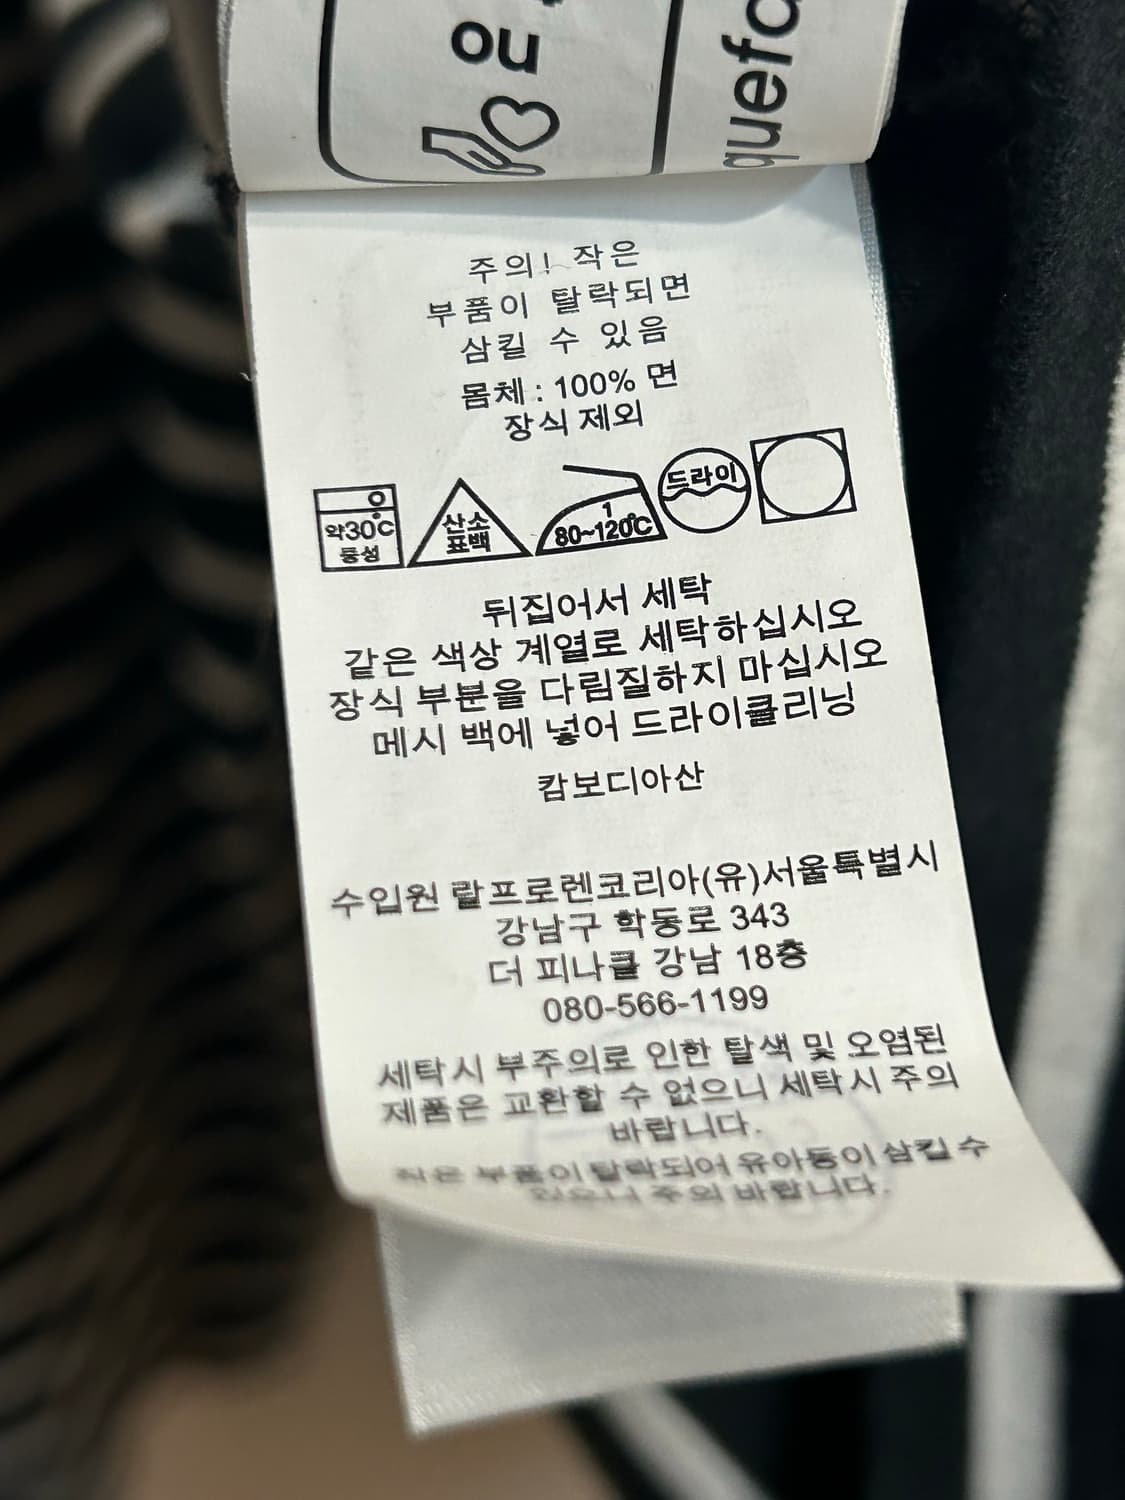 ou
quefa
주의! 작은
부품이 탈락되면
삼킬 수 있음
몸체 : 100% 면
장식 제외
약30℃
중성
산소
표백
1
80~120℃
드라이
뒤집어서 세탁
같은 색상 계열로 세탁하십시오
장식 부분을 다림질하지 마십시오
메시 백에 넣어 드라이클리닝
캄보디아산
수입원 랄프로렌코리아(유)서울특별시
강남구 학동로 343
더 피나클 강남 18층
080-566-1199
세탁시 부주의로 인한 탈색 및 오염된
제품은 교환할 수 없으니 세탁시 주의
바랍니다.
작은 부품이 탈락되어 유아동이 삼킬 수
있으니 주의 바랍니다.